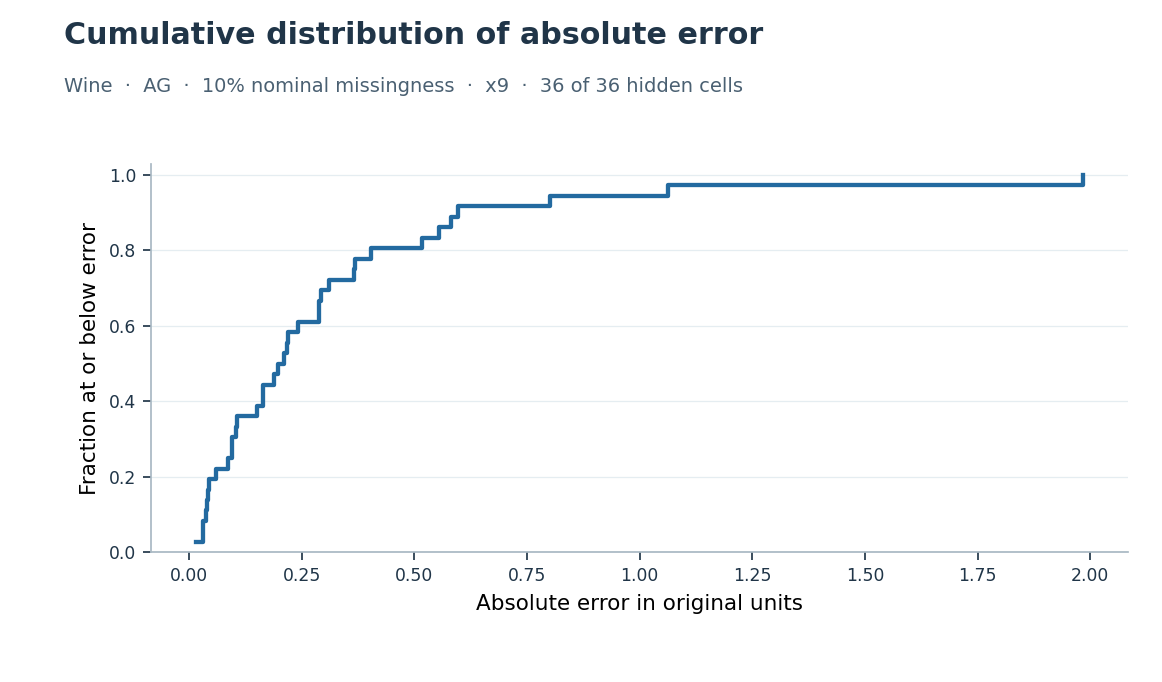 Cumulative distribution of absolute error
Wine · AG · 10% nominal missingness · x9 · 36 of 36 hidden cells
1.0
0.8
0.6
0.4
0.2
0.0
Fraction at or below error
0.00 0.25 0.50 0.75 1.00 1.25 1.50 1.75 2.00
Absolute error in original units